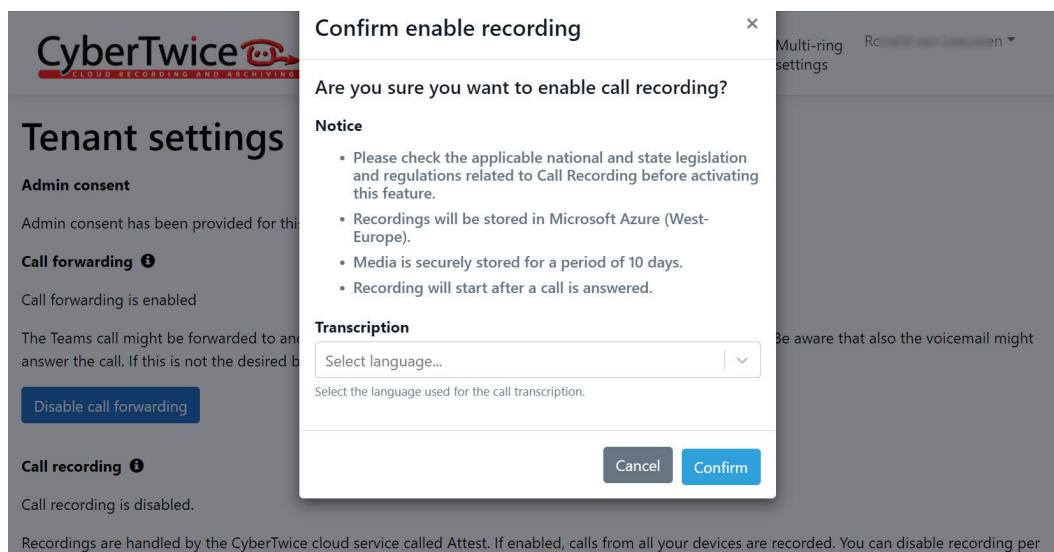 CyberTwice
CLOUD RECORDING AND ARCHIVING
Multi-ring
settings
Tenant settings
Admin consent
Admin consent has been provided for
Call forwarding
Call forwarding is enabled
The Teams call might be forwarded to
Be aware that also the voicemail might
answer the call. If this is not the desired
Disable call forwarding
Call recording
Call recording is disabled.
Recordings are handled by the CyberTwice cloud service called Attest. If enabled, calls from all your devices are recorded. You can disable recording per
Confirm enable recording
×
Are you sure you want to enable call recording?
Notice
• Please check the applicable national and state legislation
and regulations related to Call Recording before activating
this feature.
• Recordings will be stored in Microsoft Azure (West-
Europe).
• Media is securely stored for a period of 10 days.
• Recording will start after a call is answered.
Transcription
Select language...
Select the language used for the call transcription.
Cancel
Confirm